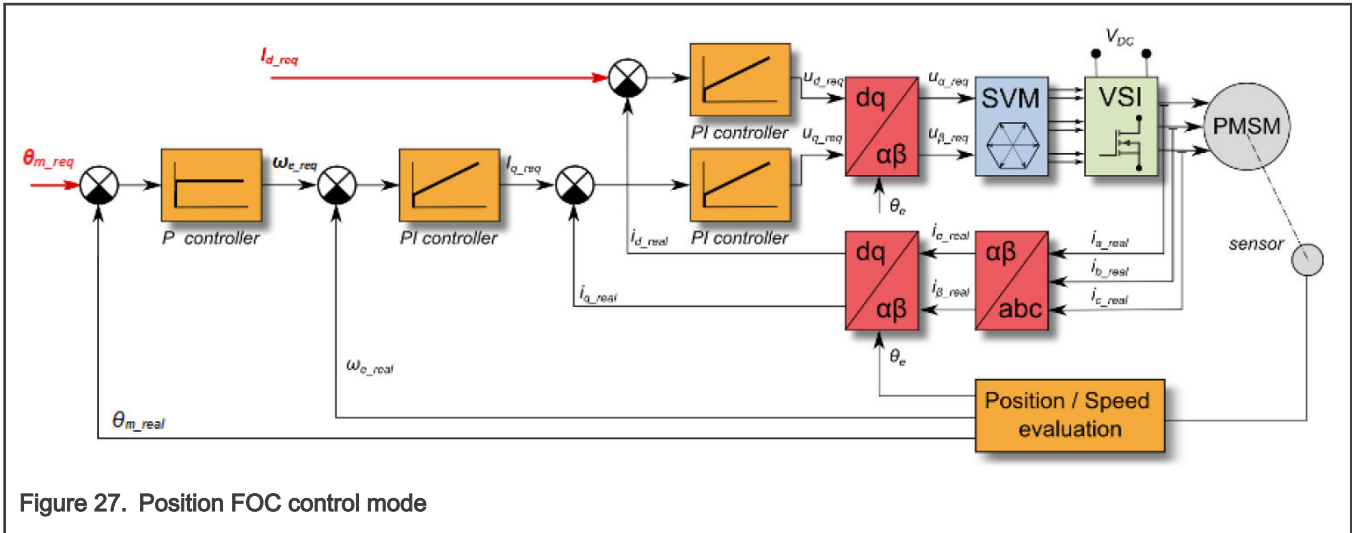 V_DC
I_d_req
u_d_req
u_α_req
dq
αβ
SVM
VSI
PMSM
PI controller
u_q_req
u_β_req
θ_m_req
ω_e_req
I_q_req
P controller
PI controller
PI controller
θ_e
i_d_real
i_α_real
i_a_real
sensor
dq
αβ
αβ
abc
i_b_real
i_q_real
i_β_real
i_c_real
ω_e_real
θ_e
θ_m_real
Position / Speed
evaluation
Figure 27. Position FOC control mode